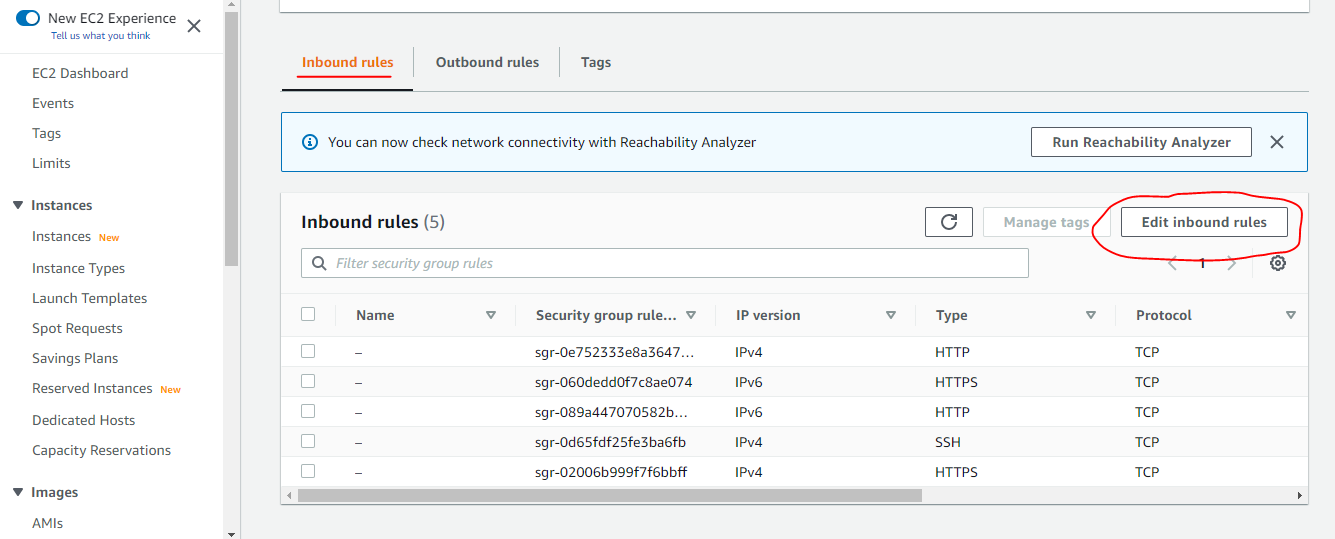 New EC2 Experience
Tell us what you think
EC2 Dashboard
Events
Tags
Limits
Instances
Instances New
Instance Types
Launch Templates
Spot Requests
Savings Plans
Reserved Instances New
Dedicated Hosts
Capacity Reservations
Images
AMIs
Inbound rules Outbound rules Tags
You can now check network connectivity with Reachability Analyzer Run Reachability Analyzer
Inbound rules (5) Manage tags Edit inbound rules
Filter security group rules 1
Name Security group rule... IP version Type Protocol
– sgr-0e752333e8a3647... IPv4 HTTP TCP
– sgr-060dedd0f7c8ae074 IPv6 HTTPS TCP
– sgr-089a447070582b... IPv6 HTTP TCP
– sgr-0d65fdf25fe3ba6fb IPv4 SSH TCP
– sgr-02006b999f7f6bbff IPv4 HTTPS TCP